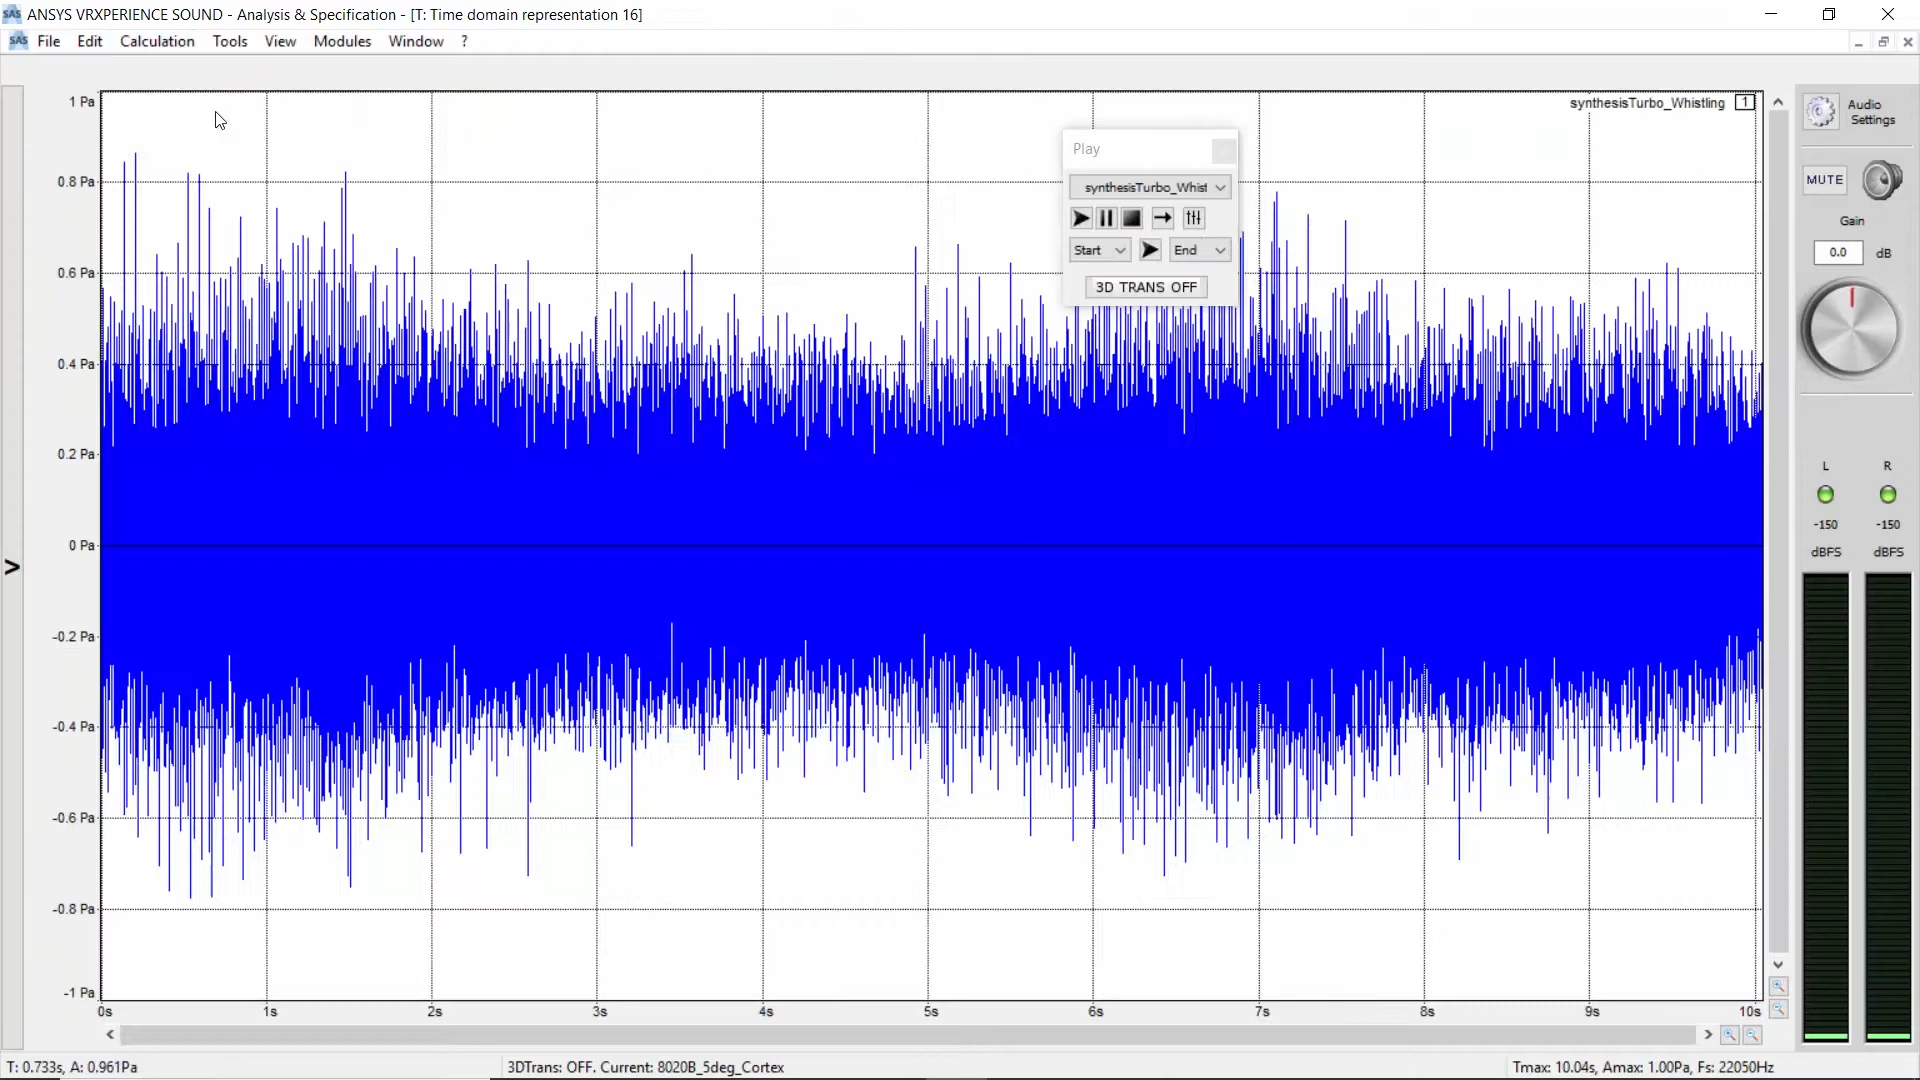 SAS ANSYS VRXPERIENCE SOUND - Analysis & Specification - [T: Time domain representation 16]
SAS File Edit Calculation Tools View Modules Window ?
synthesisTurbo_Whistling 1
1 Pa
0.8 Pa
0.6 Pa
0.4 Pa
0.2 Pa
0 Pa
-0.2 Pa
-0.4 Pa
-0.6 Pa
-0.8 Pa
-1 Pa
0s 1s 2s 3s 4s 5s 6s 7s 8s 9s 10s
Play
synthesisTurbo_Whist
Start End
3D TRANS OFF
Audio
Settings
MUTE
Gain
0.0 dB
L R
-150 -150
dBFS dBFS
T: 0.733s, A: 0.961Pa 3DTrans: OFF. Current: 8020B_5deg_Cortex Tmax: 10.04s, Amax: 1.00Pa, Fs: 22050Hz